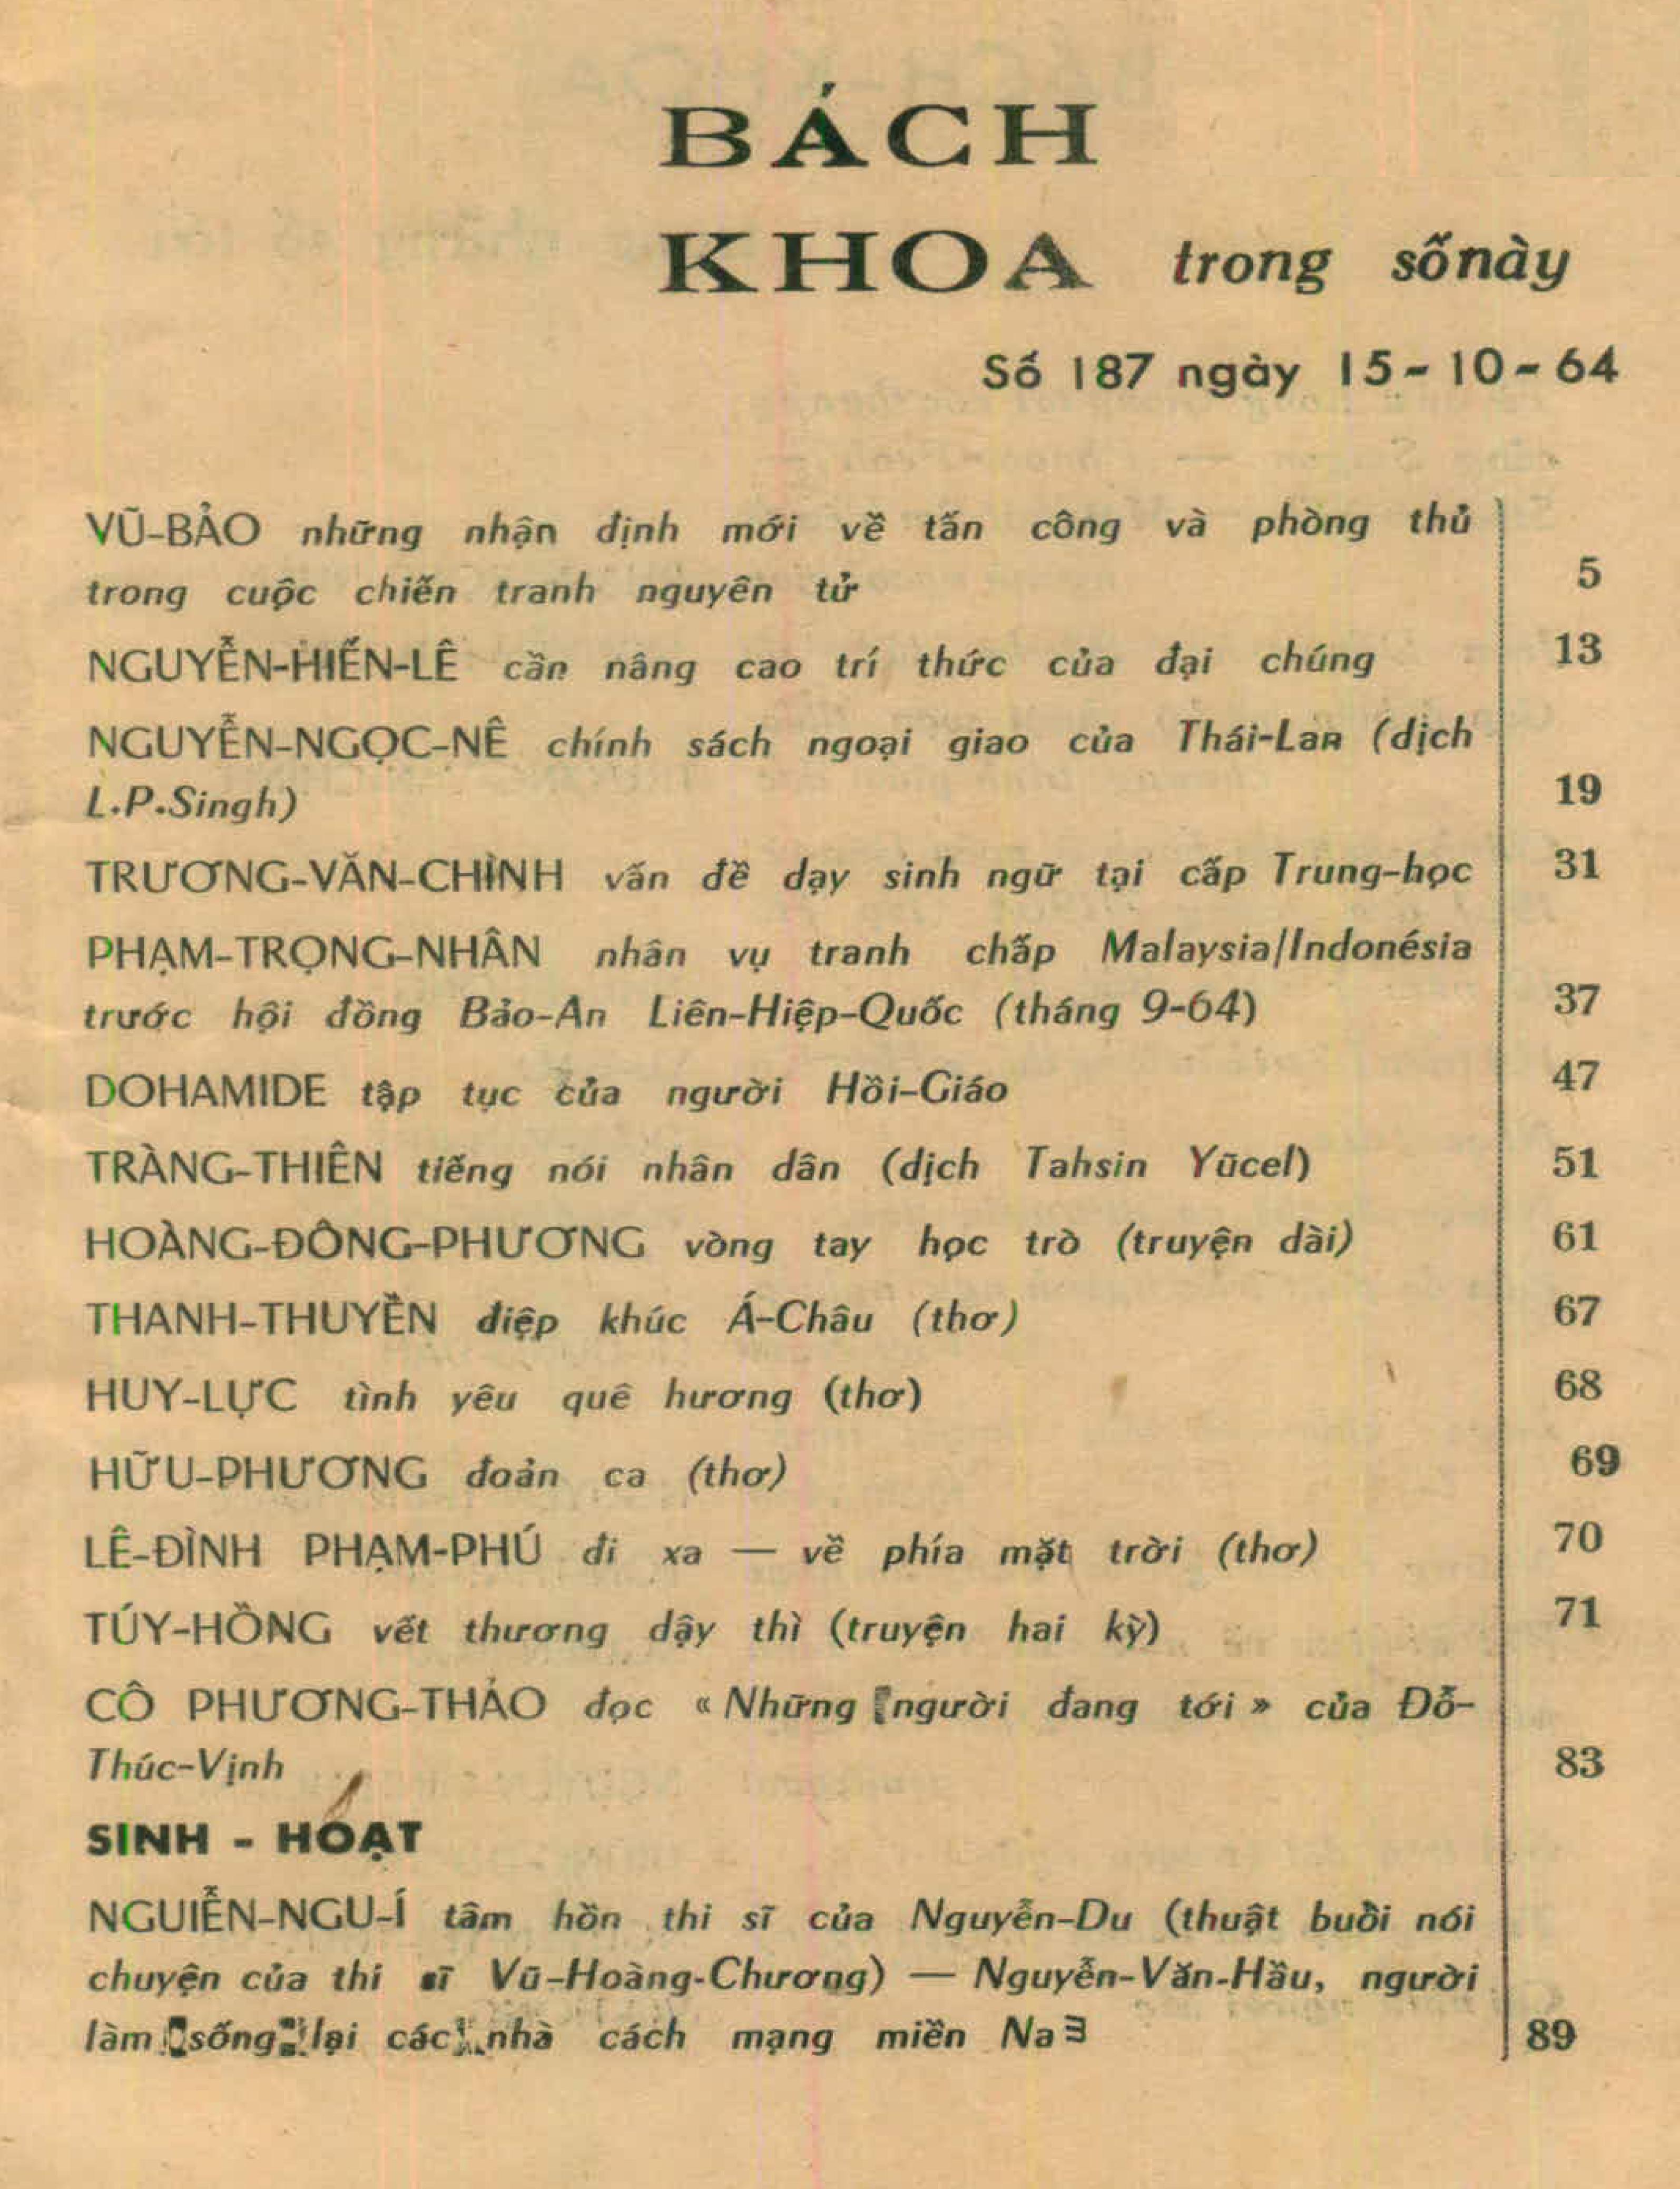 BÁCH
KHOA trong số này
Số 187 ngày 15-10-64
VŨ-BẢO những nhận định mới về tấn công và phòng thủ
trong cuộc chiến tranh nguyên tử 5
NGUYỄN-HIẾN-LÊ cần nâng cao trí thức của đại chúng 13
NGUYỄN-NGỌC-NÊ chính sách ngoại giao của Thái-Lan (dịch
L.P.Singh) 19
TRƯƠNG-VĂN-CHÌNH vấn đề dạy sinh ngữ tại cấp Trung-học 31
PHẠM-TRỌNG-NHÂN nhân vụ tranh chấp Malaysia/Indonésia
trước hội đồng Bảo-An Liên-Hiệp-Quốc (tháng 9-64) 37
DOHAMIDE tập tục của người Hồi-Giáo 47
TRÀNG-THIÊN tiếng nói nhân dân (dịch Tahsin Yücel) 51
HOÀNG-ĐÔNG-PHƯƠNG vòng tay học trò (truyện dài) 61
THANH-THUYỀN điệp khúc Á-Châu (thơ) 67
HUY-LỰC tình yêu quê hương (thơ) 68
HỮU-PHƯƠNG đoản ca (thơ) 69
LÊ-ĐÌNH PHẠM-PHÚ đi xa — về phía mặt trời (thơ) 70
TÚY-HỒNG vết thương dậy thì (truyện hai kỳ) 71
CÔ PHƯƠNG-THẢO đọc « Những người đang tới » của Đỗ-
Thúc-Vịnh 83
SINH - HOẠT
NGUIỄN-NGU-Í tâm hồn thi sĩ của Nguyễn-Du (thuật buổi nói
chuyện của thi sĩ Vũ-Hoàng-Chương) — Nguyễn-Văn-Hầu, người
làm sống lại các nhà cách mạng miền Nam 89